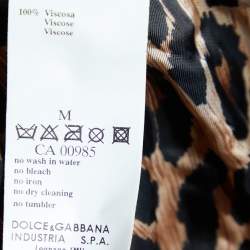 100% Viscosa
Viscose
Viscose
M
CA 00985
no wash in water
no bleach
no iron
no dry cleaning
no tumbler
DOLCE&GABBANA
INDUSTRIA S.P.A.